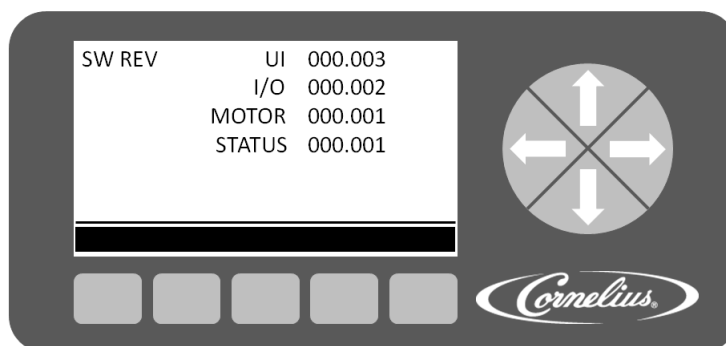 SW REV UI 000.003
I/O 000.002
MOTOR 000.001
STATUS 000.001
Cornelius®